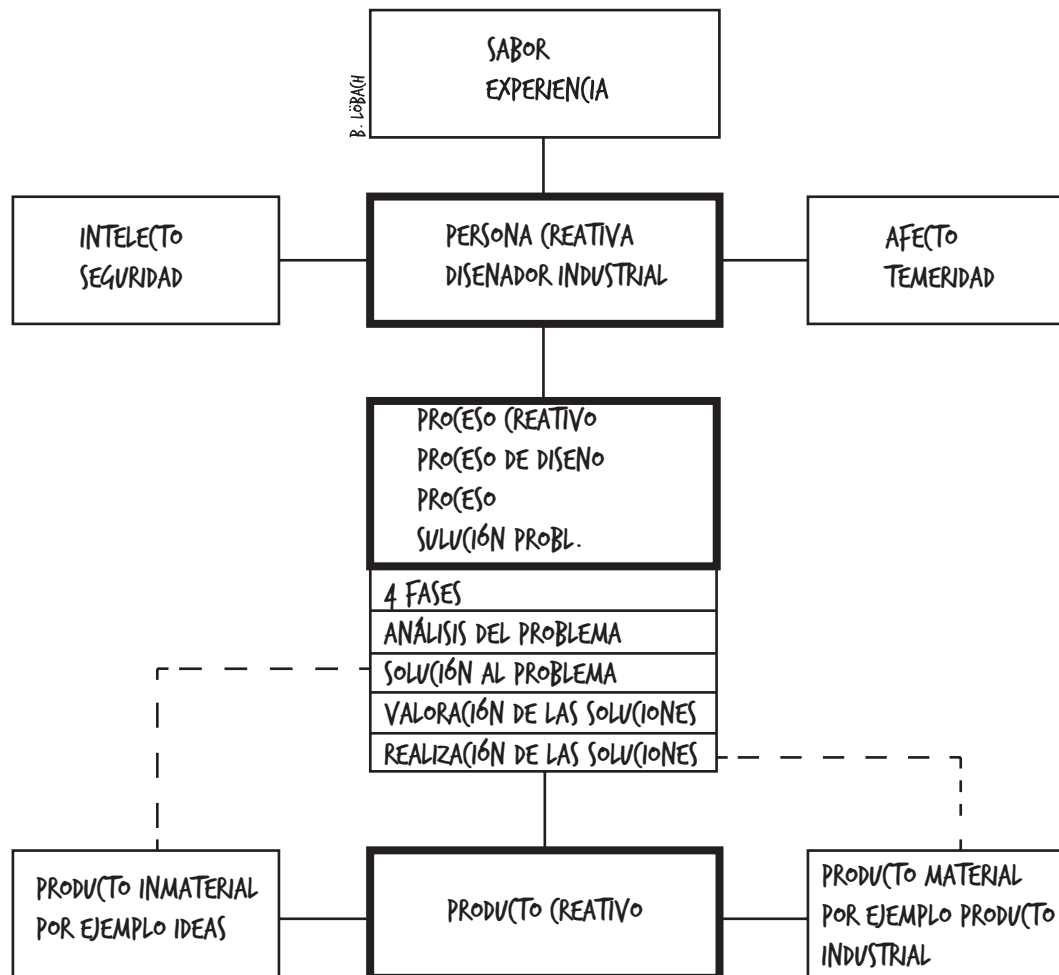 SABOR
EXPERIENCIA
B. LÖBACH
INTELECTO
SEGURIDAD
PERSONA CREATIVA
DISENADOR INDUSTRIAL
AFECTO
TEMERIDAD
PROCESO CREATIVO
PROCESO DE DISENO
PROCESO
SULUCIÓN PROBL.
4 FASES
ANÁLISIS DEL PROBLEMA
SOLUCIÓN AL PROBLEMA
VALORACIÓN DE LAS SOLUCIONES
REALIZACIÓN DE LAS SOLUCIONES
PRODUCTO INMATERIAL
POR EJEMPLO IDEAS
PRODUCTO CREATIVO
PRODUCTO MATERIAL
POR EJEMPLO PRODUCTO
INDUSTRIAL